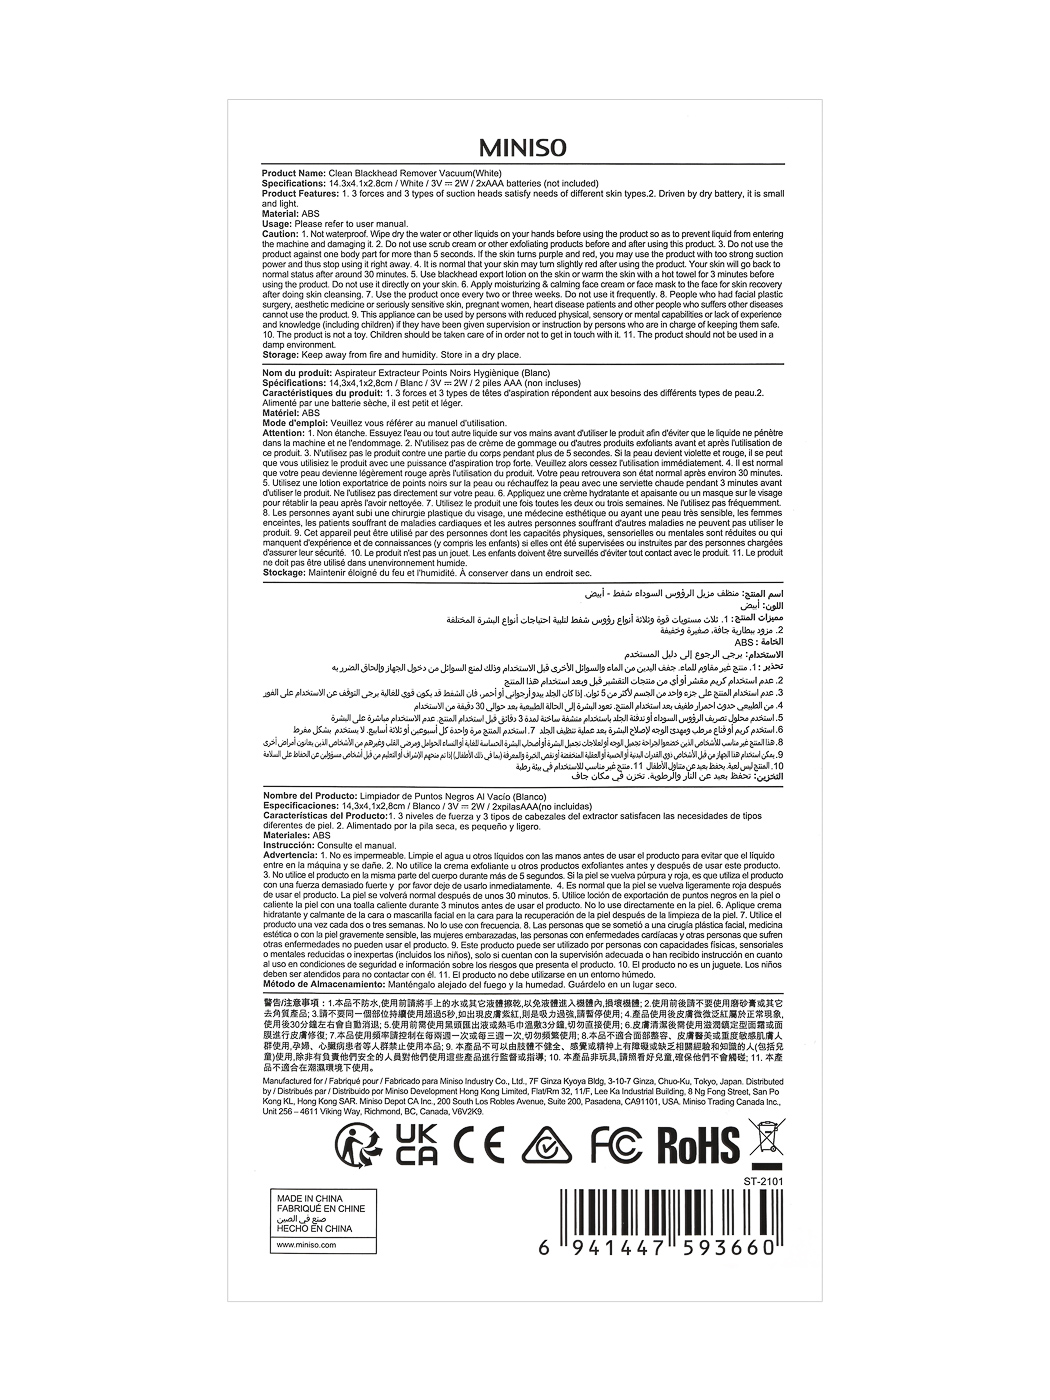 MINISO
Product Name: Clean Blackhead Remover Vacuum(White)
Specifications: 14.3x4.1x2.8cm / White / 3V ⎓ 2W / 2xAAA batteries (not included)
Product Features: 1. 3 forces and 3 types of suction heads satisfy needs of different skin types.2. Driven by dry battery, it is small
and light.
Material: ABS
Usage: Please refer to user manual.
Caution: 1. Not waterproof. Wipe dry the water or other liquids on your hands before using the product so as to prevent liquid from entering
the machine and damaging it. 2. Do not use scrub cream or other exfoliating products before and after using this product. 3. Do not use the
product against one body part for more than 5 seconds. If the skin turns purple and red, you may use the product with too strong suction
power and thus stop using it right away. 4. It is normal that your skin may turn slightly red after using the product. Your skin will go back to
normal status after around 30 minutes. 5. Use blackhead export lotion on the skin or warm the skin with a hot towel for 3 minutes before
using the product. Do not use it directly on your skin. 6. Apply moisturizing & calming face cream or face mask to the face for skin recovery
after doing skin cleansing. 7. Use the product once every two or three weeks. Do not use it frequently. 8. People who had facial plastic
surgery, aesthetic medicine or seriously sensitive skin, pregnant women, heart disease patients and other people who suffers other diseases
cannot use the product. 9. This appliance can be used by persons with reduced physical, sensory or mental capabilities or lack of experience
and knowledge (including children) if they have been given supervision or instruction by persons who are in charge of keeping them safe.
10. The product is not a toy. Children should be taken care of in order not to get in touch with it. 11. The product should not be used in a
damp environment.
Storage: Keep away from fire and humidity. Store in a dry place.
Nom du produit: Aspirateur Extracteur Points Noirs Hygiènique (Blanc)
Spécifications: 14,3x4,1x2,8cm / Blanc / 3V ⎓ 2W / 2 piles AAA (non incluses)
Caractéristiques du produit: 1. 3 forces et 3 types de têtes d'aspiration répondent aux besoins des différents types de peau.2.
Alimenté par une batterie sèche, il est petit et léger.
Matériel: ABS
Mode d'emploi: Veuillez vous référer au manuel d'utilisation.
Attention: 1. Non étanche. Essuyez l'eau ou tout autre liquide sur vos mains avant d'utiliser le produit afin d'éviter que le liquide ne pénètre
dans la machine et ne l'endommage. 2. N'utilisez pas de crème de gommage ou d'autres produits exfoliants avant et après l'utilisation de
ce produit. 3. N'utilisez pas le produit contre une partie du corps pendant plus de 5 secondes. Si la peau devient violette et rouge, il se peut
que vous utilisiez le produit avec une puissance d'aspiration trop forte. Veuillez alors cessez l'utilisation immédiatement. 4. Il est normal
que votre peau devienne légèrement rouge après l'utilisation du produit. Votre peau retrouvera son état normal après environ 30 minutes.
5. Utilisez une lotion exportatrice de points noirs sur la peau ou réchauffez la peau avec une serviette chaude pendant 3 minutes avant
d'utiliser le produit. Ne l'utilisez pas directement sur votre peau. 6. Appliquez une crème hydratante et apaisante ou un masque sur le visage
pour rétablir la peau après l'avoir nettoyée. 7. Utilisez le produit une fois toutes les deux ou trois semaines. Ne l'utilisez pas fréquemment.
8. Les personnes ayant subi une chirurgie plastique du visage, une médecine esthétique ou ayant une peau très sensible, les femmes
enceintes, les patients souffrant de maladies cardiaques et les autres personnes souffrant d'autres maladies ne peuvent pas utiliser le
produit. 9. Cet appareil peut être utilisé par des personnes dont les capacités physiques, sensorielles ou mentales sont réduites ou qui
manquent d'expérience et de connaissances (y compris les enfants) si elles ont été supervisées ou instruites par des personnes chargées
d'assurer leur sécurité. 10. Le produit n'est pas un jouet. Les enfants doivent être surveillés d'éviter tout contact avec le produit. 11. Le produit
ne doit pas être utilisé dans unenvironnement humide.
Stockage: Maintenir éloigné du feu et l'humidité. À conserver dans un endroit sec.
اسم المنتج: منظف مزيل الرؤوس السوداء شفط - أبيض
اللون: أبيض
مميزات المنتج: 1. ثلاث مستويات قوة وثلاثة أنواع رؤوس شفط لتلبية احتياجات أنواع البشرة المختلفة
2. مزود ببطارية جافة، صغيرة وخفيفة
الخامة: ABS
الاستخدام: يرجى الرجوع إلى دليل المستخدم
تحذير: 1. منتج غير مقاوم للماء. جفف اليدين من الماء والسوائل الأخرى قبل الاستخدام وذلك لمنع السوائل من دخول الجهاز وإلحاق الضرر به
2. عدم استخدام كريم مقشر أو أي من منتجات التقشير قبل وبعد استخدام هذا المنتج
3. عدم استخدام المنتج على جزء واحد من الجسم لأكثر من 5 ثوان. إذا كان الجلد يبدو أرجواني أو أحمر، فان الشفط قد يكون قوي للغاية يرجى التوقف عن الاستخدام على الفور
4. من الطبيعي حدوث احمرار طفيف بعد استخدام المنتج. تعود البشرة إلى الحالة الطبيعية بعد حوالي 30 دقيقة من الاستخدام
5. استخدم محلول تصريف الرؤوس السوداء أو تدفئة الجلد باستخدام منشفة ساخنة لمدة 3 دقائق قبل استخدام المنتج. عدم الاستخدام مباشرة على البشرة
6. استخدم كريم أو قناع مرطب ومهدئ الوجه لإصلاح البشرة بعد عملية تنظيف الجلد 7. استخدم المنتج مرة واحدة كل أسبوعين أو ثلاثة أسابيع. لا يستخدم بشكل مفرط
8. هذا المنتج غير مناسب للأشخاص الذين خضعوا لجراحة تجميل الوجه أو لعلاجات تجميل البشرة أو أصحاب البشرة الحساسة للغاية أو النساء الحوامل ومرضى القلب وغيرهم من الأشخاص الذين يعانون أمراض أخرى
9. يمكن استخدام هذا الجهاز من قبل الأشخاص ذوي القدرات البدنية أو الحسية أو العقلية المنخفضة أو نقص الخبرة والمعرفة (بما في ذلك الأطفال) إذا تم منحهم الإشراف أو التعليم من قبل أشخاص مسؤولين عن الحفاظ على السلامة
10. المنتج ليس لعبة. يحفظ بعيد عن متناول الأطفال 11. منتج غير مناسب للاستخدام في بيئة رطبة
التخزين: تحفظ بعيد عن النار والرطوبة. تخزن في مكان جاف
Nombre del Producto: Limpiador de Puntos Negros Al Vacío (Blanco)
Especificaciones: 14,3x4,1x2,8cm / Blanco / 3V ⎓ 2W / 2xpilasAAA(no incluidas)
Características del Producto:1. 3 niveles de fuerza y 3 tipos de cabezales del extractor satisfacen las necesidades de tipos
diferentes de piel. 2. Alimentado por la pila seca, es pequeño y ligero.
Materiales: ABS
Instrucción: Consulte el manual.
Advertencia: 1. No es impermeable. Limpie el agua u otros líquidos con las manos antes de usar el producto para evitar que el líquido
entre en la máquina y se dañe. 2. No utilice la crema exfoliante u otros productos exfoliantes antes y después de usar este producto.
3. No utilice el producto en la misma parte del cuerpo durante más de 5 segundos. Si la piel se vuelva púrpura y roja, es que utiliza el producto
con una fuerza demasiado fuerte y por favor deje de usarlo inmediatamente. 4. Es normal que la piel se vuelva ligeramente roja después
de usar el producto. La piel se volverá normal después de unos 30 minutos. 5. Utilice loción de exportación de puntos negros en la piel o
caliente la piel con una toalla caliente durante 3 minutos antes de usar el producto. No lo use directamente en la piel. 6. Aplique crema
hidratante y calmante de la cara o mascarilla facial en la cara para la recuperación de la piel después de la limpieza de la piel. 7. Utilice el
producto una vez cada dos o tres semanas. No lo use con frecuencia. 8. Las personas que se sometió a una cirugía plástica facial, medicina
estética o con la piel gravemente sensible, las mujeres embarazadas, las personas con enfermedades cardíacas y otras personas que sufren
otras enfermedades no pueden usar el producto. 9. Este producto puede ser utilizado por personas con capacidades físicas, sensoriales
o mentales reducidas o inexpertas (incluidos los niños), solo si cuentan con la supervisión adecuada o han recibido instrucción en cuanto
al uso en condiciones de seguridad e información sobre los riesgos que presenta el producto. 10. El producto no es un juguete. Los niños
deben ser atendidos para no contactar con él. 11. El producto no debe utilizarse en un entorno húmedo.
Método de Almacenamiento: Manténgalo alejado del fuego y la humedad. Guárdelo en un lugar seco.
警告/注意事項：1.本品不防水,使用前請將手上的水或其它液體擦乾,以免液體進入機體內,損壞機體; 2.使用前後請不要使用磨砂膏或其它
去角質產品; 3.請不要同一個部位持續使用超過5秒,如出現皮膚紫紅,則是吸力過強,請暫停使用; 4.產品使用後皮膚微微泛紅屬於正常現象,
使用後30分鐘左右會自動消退; 5.使用前需使用黑頭匯出液或熱毛巾溫敷3分鐘,切勿直接使用; 6.皮膚清潔後需使用滋潤鎮定型面霜或面
膜進行皮膚修復; 7.本品使用頻率請控制在每兩週一次或每三週一次,切勿頻繁使用; 8.本品不適合面部整容、皮膚醫美或重度敏感肌膚人
群使用,孕婦、心臟病患者等人群禁止使用本品; 9. 本產品不可以由肢體不健全、感覺或精神上有障礙或缺乏相關經驗和知識的人(包括兒
童)使用,除非有負責他們安全的人員對他們使用這些產品進行監督或指導; 10. 本產品非玩具,請照看好兒童,確保他們不會觸碰; 11. 本產
品不適合在潮濕環境下使用。
Manufactured for / Fabriqué pour / Fabricado para Miniso Industry Co., Ltd., 7F Ginza Kyoya Bldg, 3-10-7 Ginza, Chuo-Ku, Tokyo, Japan. Distributed
by / Distribués par / Distribuido por Miniso Development Hong Kong Limited, Flat/Rm 32, 11/F, Lee Ka Industrial Building, 8 Ng Fong Street, San Po
Kong KL, Hong Kong SAR. Miniso Depot CA Inc., 200 South Los Robles Avenue, Suite 200, Pasadena, CA91101, USA. Miniso Trading Canada Inc.,
Unit 256 – 4611 Viking Way, Richmond, BC, Canada, V6V2K9.
UK
CA CE FC RoHS
ST-2101
MADE IN CHINA
FABRIQUÉ EN CHINE
صنع في الصين
HECHO EN CHINA
www.miniso.com
6 941447 593660